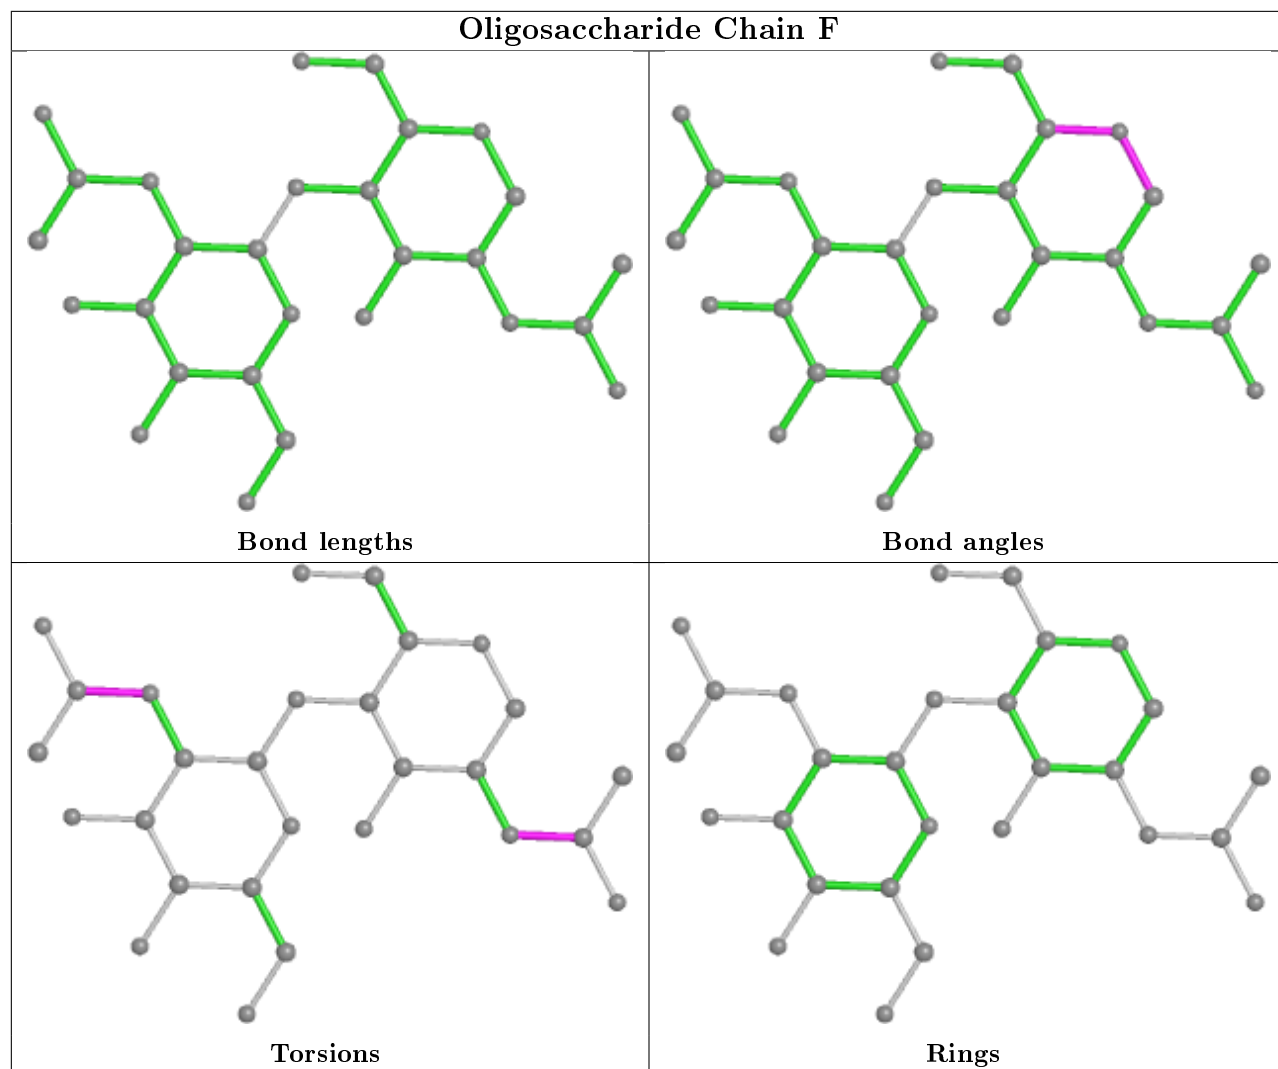 Oligosaccharide Chain F
Bond lengths
Bond angles
Torsions
Rings